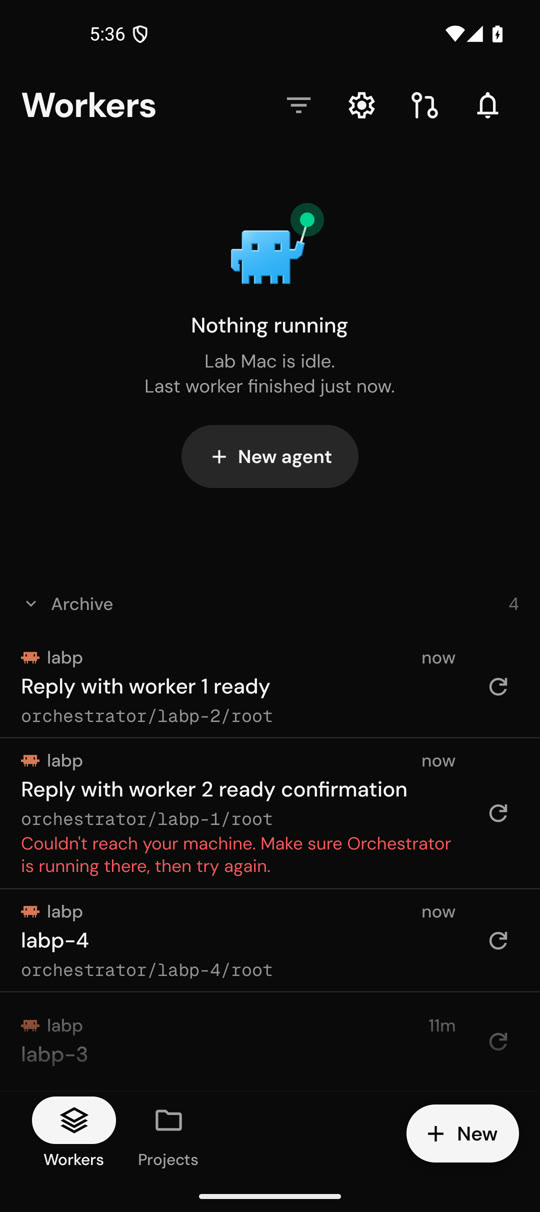 5:36
Workers
Nothing running
Lab Mac is idle.
Last worker finished just now.
+ New agent
Archive
4
labp
now
Reply with worker 1 ready
orchestrator/labp-2/root
labp
now
Reply with worker 2 ready confirmation
orchestrator/labp-1/root
Couldn't reach your machine. Make sure Orchestrator
is running there, then try again.
labp
now
labp-4
orchestrator/labp-4/root
labp
11m
labp-3
Workers
Projects
+ New